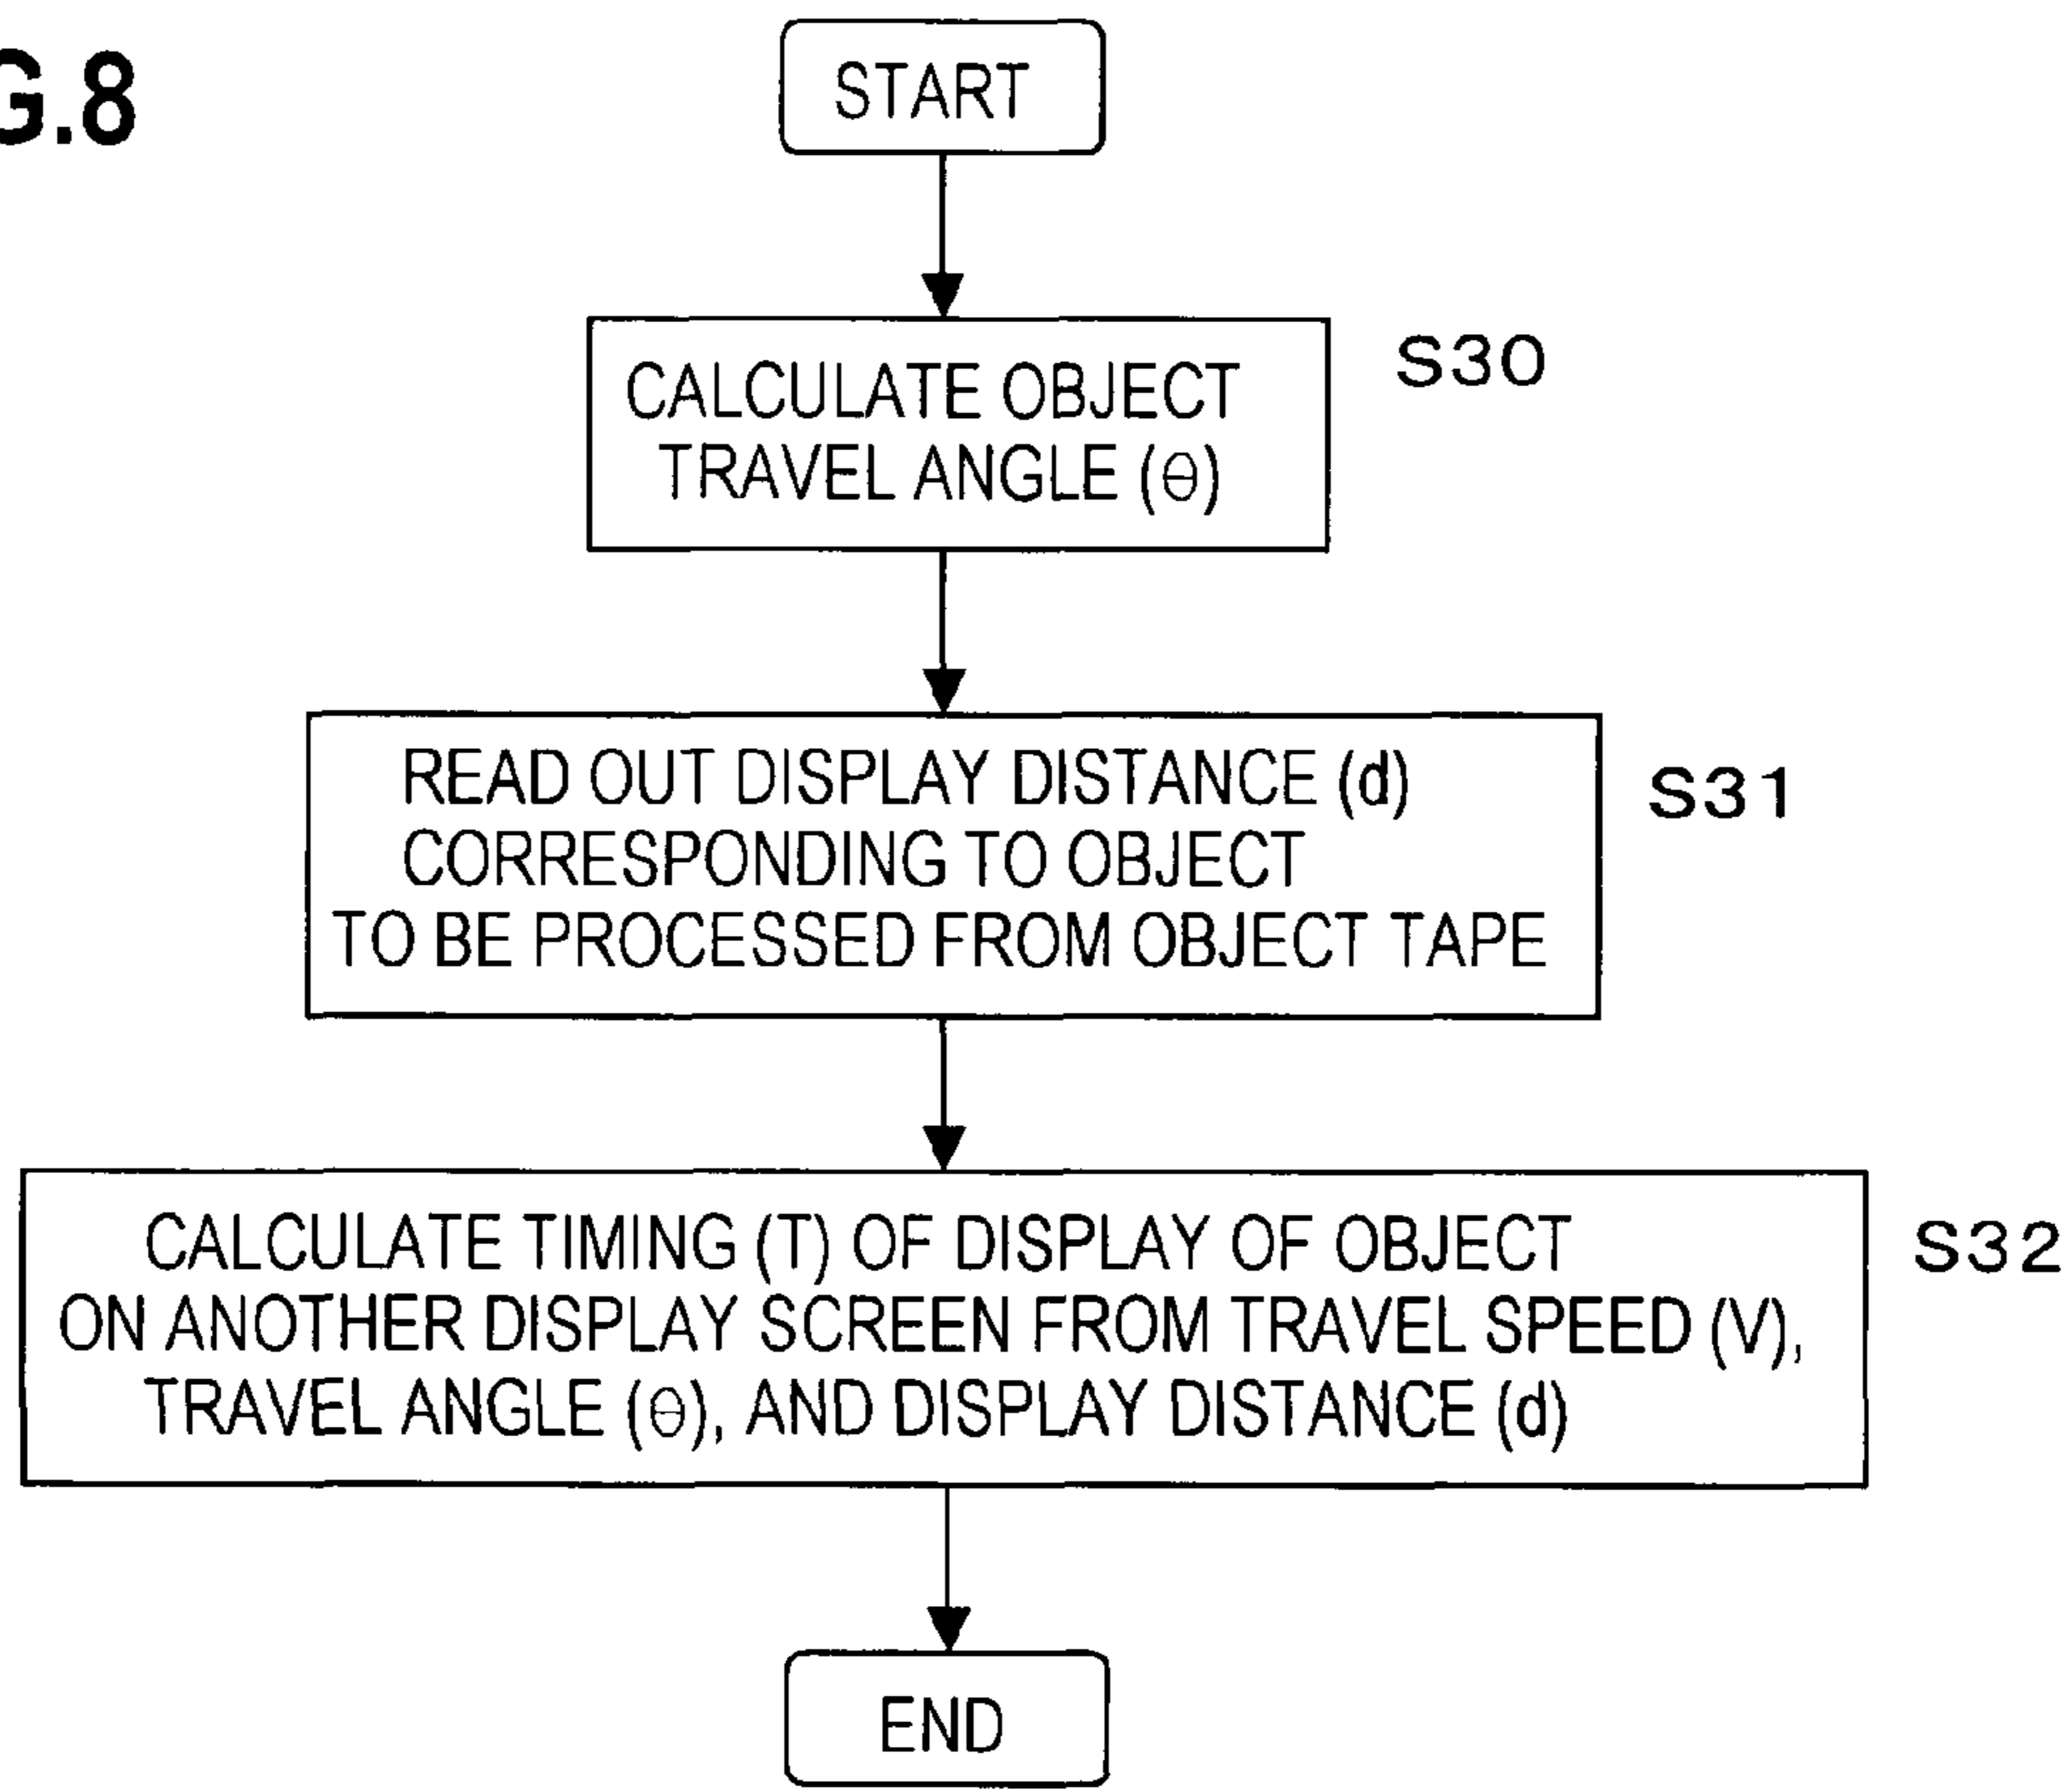 G.8
START
CALCULATE OBJECT
TRAVEL ANGLE (θ)
S30
READ OUT DISPLAY DISTANCE (d)
CORRESPONDING TO OBJECT
TO BE PROCESSED FROM OBJECT TAPE
S31
CALCULATE TIMING (T) OF DISPLAY OF OBJECT
ON ANOTHER DISPLAY SCREEN FROM TRAVEL SPEED (V),
TRAVEL ANGLE (θ), AND DISPLAY DISTANCE (d)
S32
END